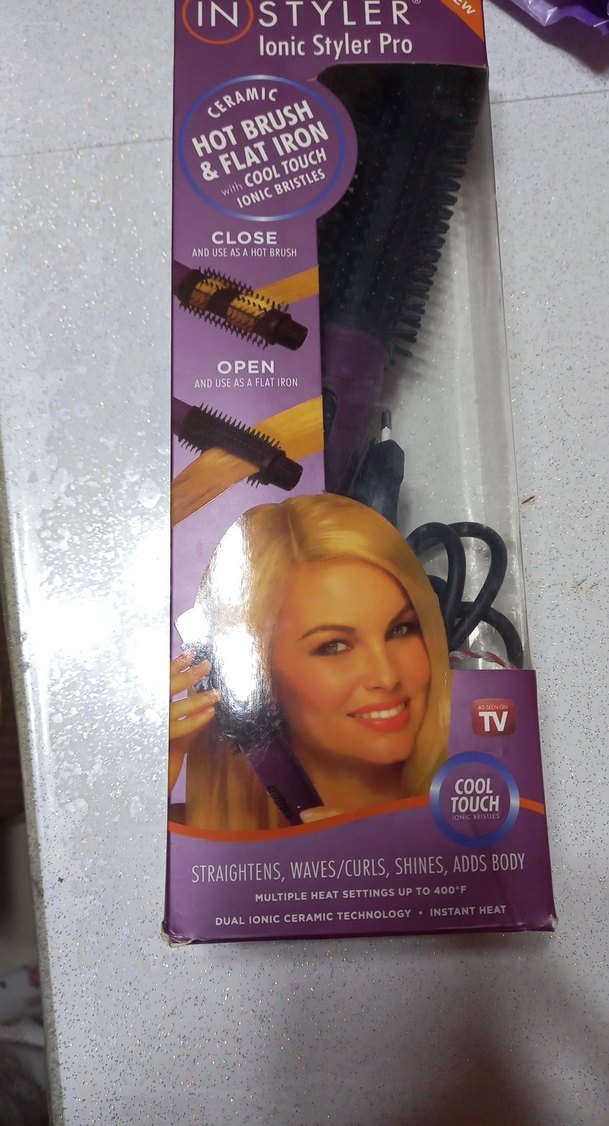 INSTYLER®
NEW
Ionic Styler Pro
CERAMIC
HOT BRUSH
& FLAT IRON
with COOL TOUCH
IONIC BRISTLES
CLOSE
AND USE AS A HOT BRUSH
OPEN
AND USE AS A FLAT IRON
AS SEEN ON
TV
COOL
TOUCH
IONIC BRISTLES
STRAIGHTENS, WAVES/CURLS, SHINES, ADDS BODY
MULTIPLE HEAT SETTINGS UP TO 400°F
DUAL IONIC CERAMIC TECHNOLOGY • INSTANT HEAT